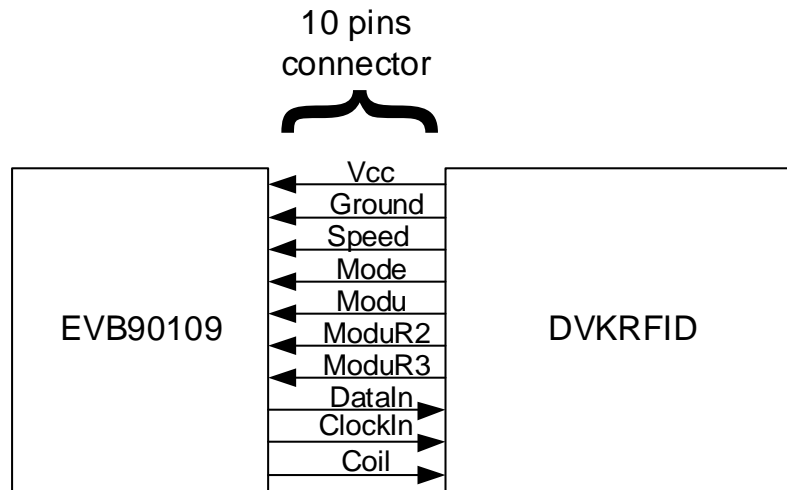 10 pins
connector
Vcc
Ground
Speed
Mode
Modu
EVB90109
DVKRFID
ModuR2
ModuR3
DataIn
ClockIn
Coil